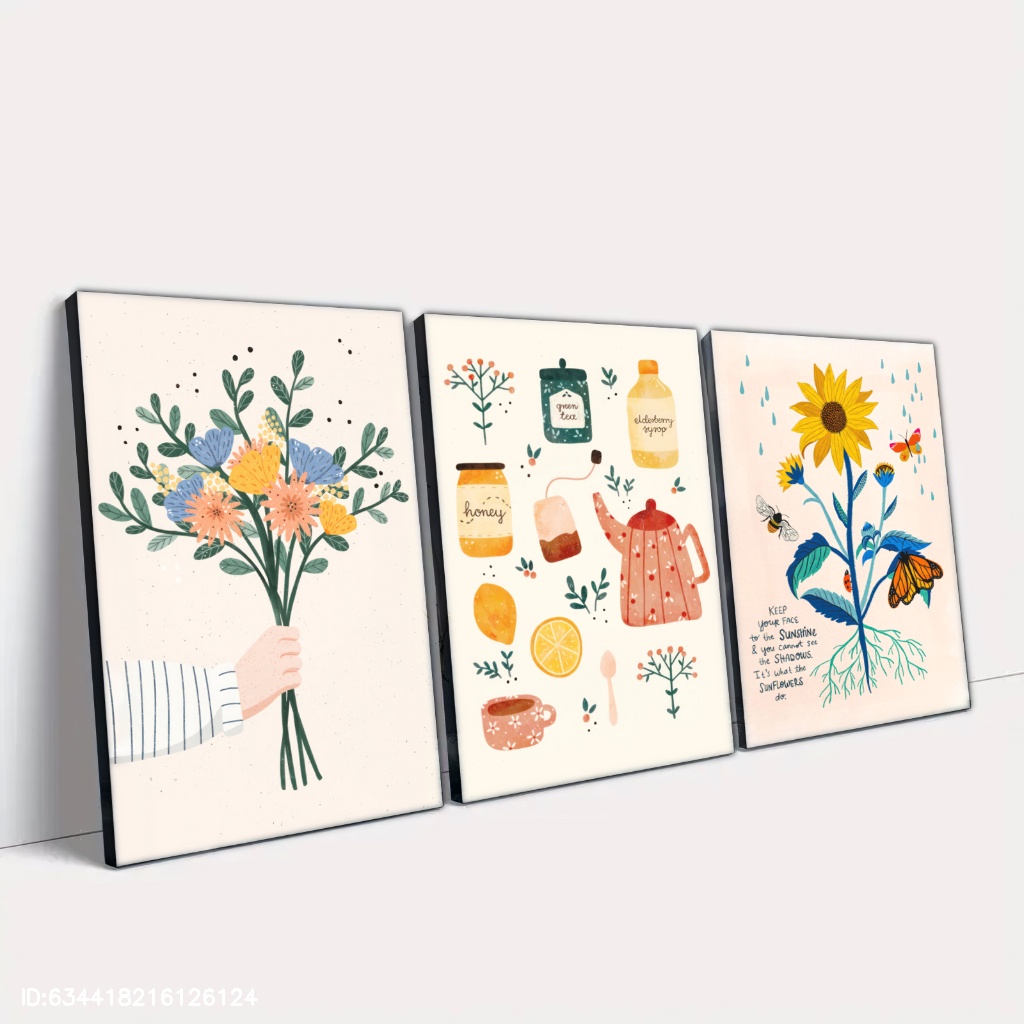 green
tea
elderberry
syrup
honey
KEEP
your FACE
to the SUNSHINE
& you cannot see
the SHADOWS.
It's what the
SUNFLOWERS
do.
ID:634418216126124